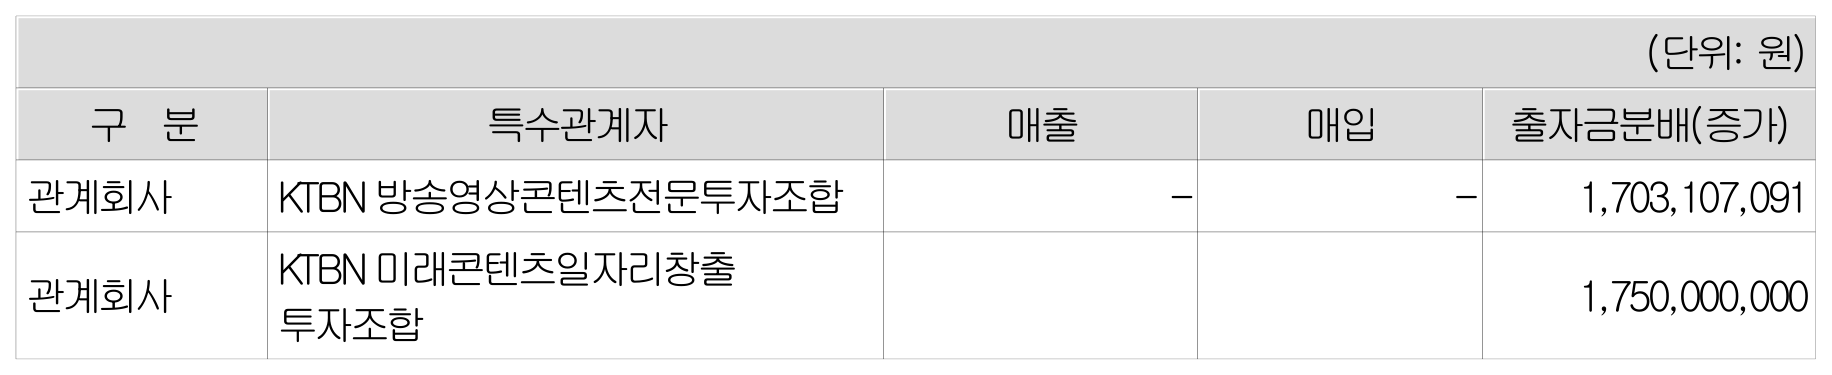 (단위: 원)
구 분 특수관계자 매출 매입 출자금분배(증가)
관계회사 KTBN 방송영상콘텐츠전문투자조합 - - 1,703,107,091
관계회사 KTBN 미래콘텐츠일자리창출 1,750,000,000
투자조합